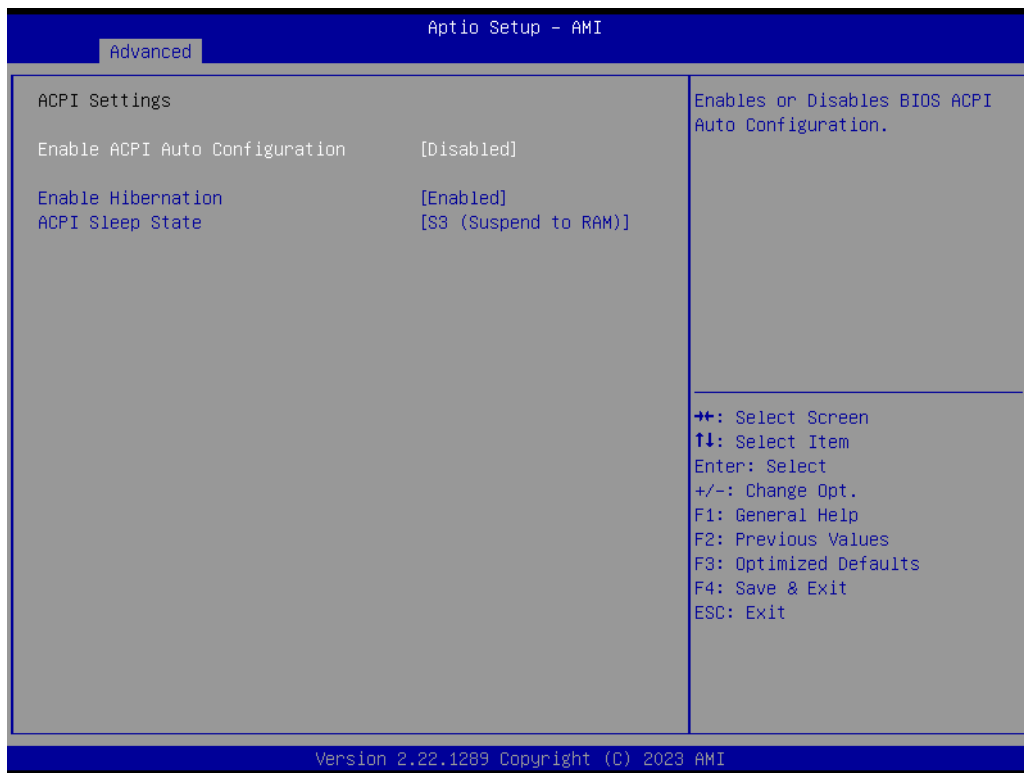 Aptio Setup – AMI
Advanced
ACPI Settings
Enable ACPI Auto Configuration [Disabled]
Enable Hibernation [Enabled]
ACPI Sleep State [S3 (Suspend to RAM)]
Enables or Disables BIOS ACPI
Auto Configuration.
→←: Select Screen
↑↓: Select Item
Enter: Select
+/-: Change Opt.
F1: General Help
F2: Previous Values
F3: Optimized Defaults
F4: Save & Exit
ESC: Exit
Version 2.22.1289 Copyright (C) 2023 AMI